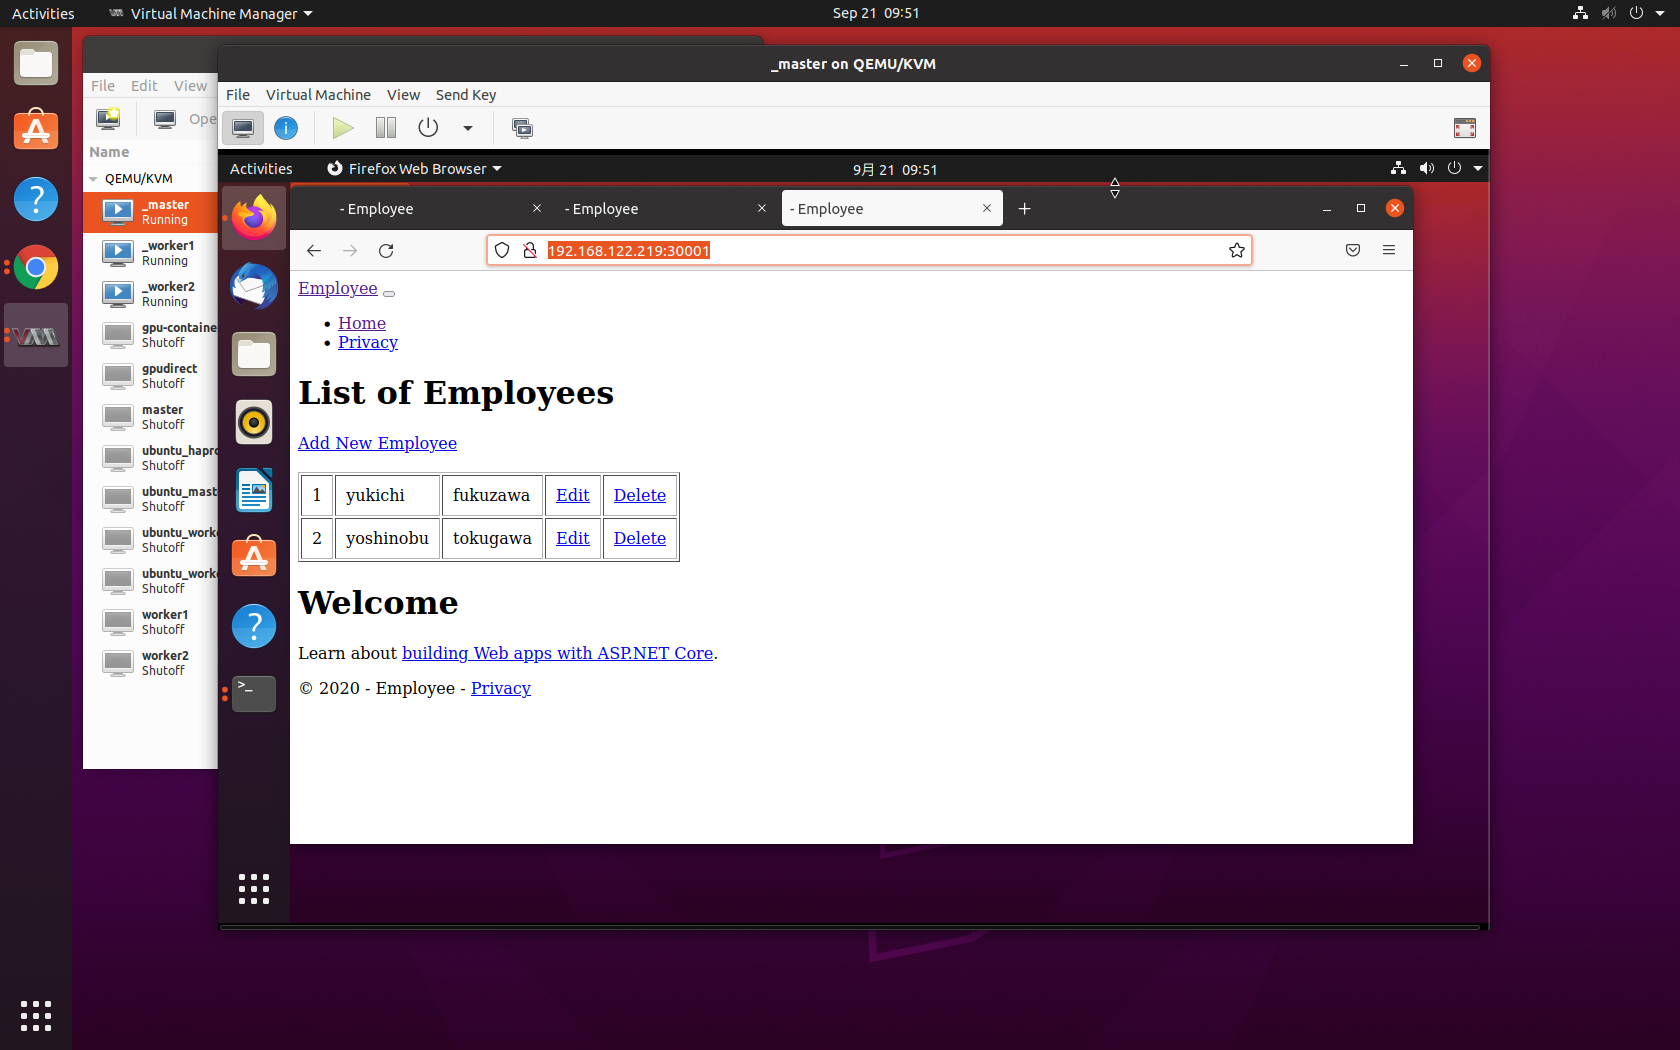 Activities Virtual Machine Manager Sep 21 09:51
_master on QEMU/KVM
File Edit View
File Virtual Machine View Send Key
Ope
Name
QEMU/KVM
_master
Running
_worker1
Running
_worker2
Running
gpu-containe
Shutoff
gpudirect
Shutoff
master
Shutoff
ubuntu_hapro
Shutoff
ubuntu_mast
Shutoff
ubuntu_worke
Shutoff
ubuntu_worke
Shutoff
worker1
Shutoff
worker2
Shutoff
Activities Firefox Web Browser 9月 21 09:51
- Employee - Employee - Employee
192.168.122.219:30001
Employee
• Home
• Privacy
List of Employees
Add New Employee
1 yukichi fukuzawa Edit Delete
2 yoshinobu tokugawa Edit Delete
Welcome
Learn about building Web apps with ASP.NET Core.
© 2020 - Employee - Privacy